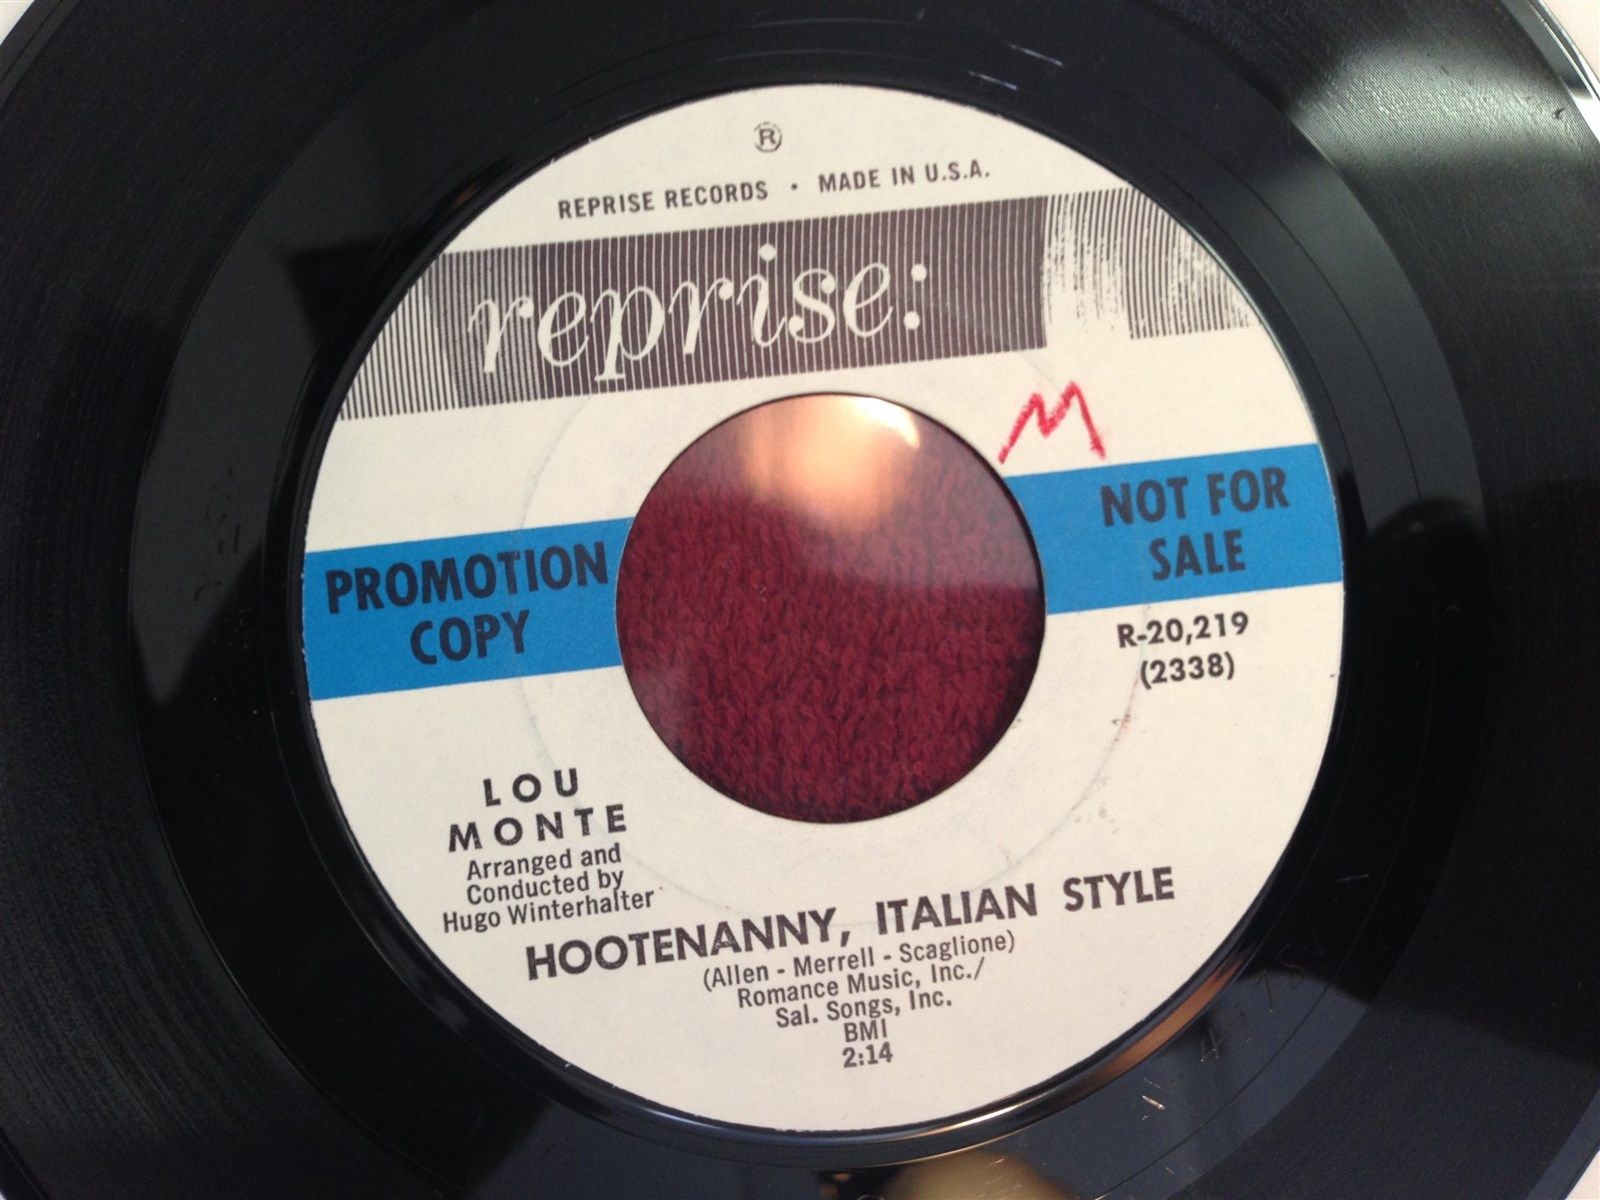 ®
REPRISE RECORDS • MADE IN U.S.A.
reprise:
M
PROMOTION
COPY
NOT FOR
SALE
R-20,219
(2338)
LOU
MONTE
Arranged and
Conducted by
Hugo Winterhalter
HOOTENANNY, ITALIAN STYLE
(Allen - Merrell - Scaglione)
Romance Music, Inc./
Sal. Songs, Inc.
BMI
2:14